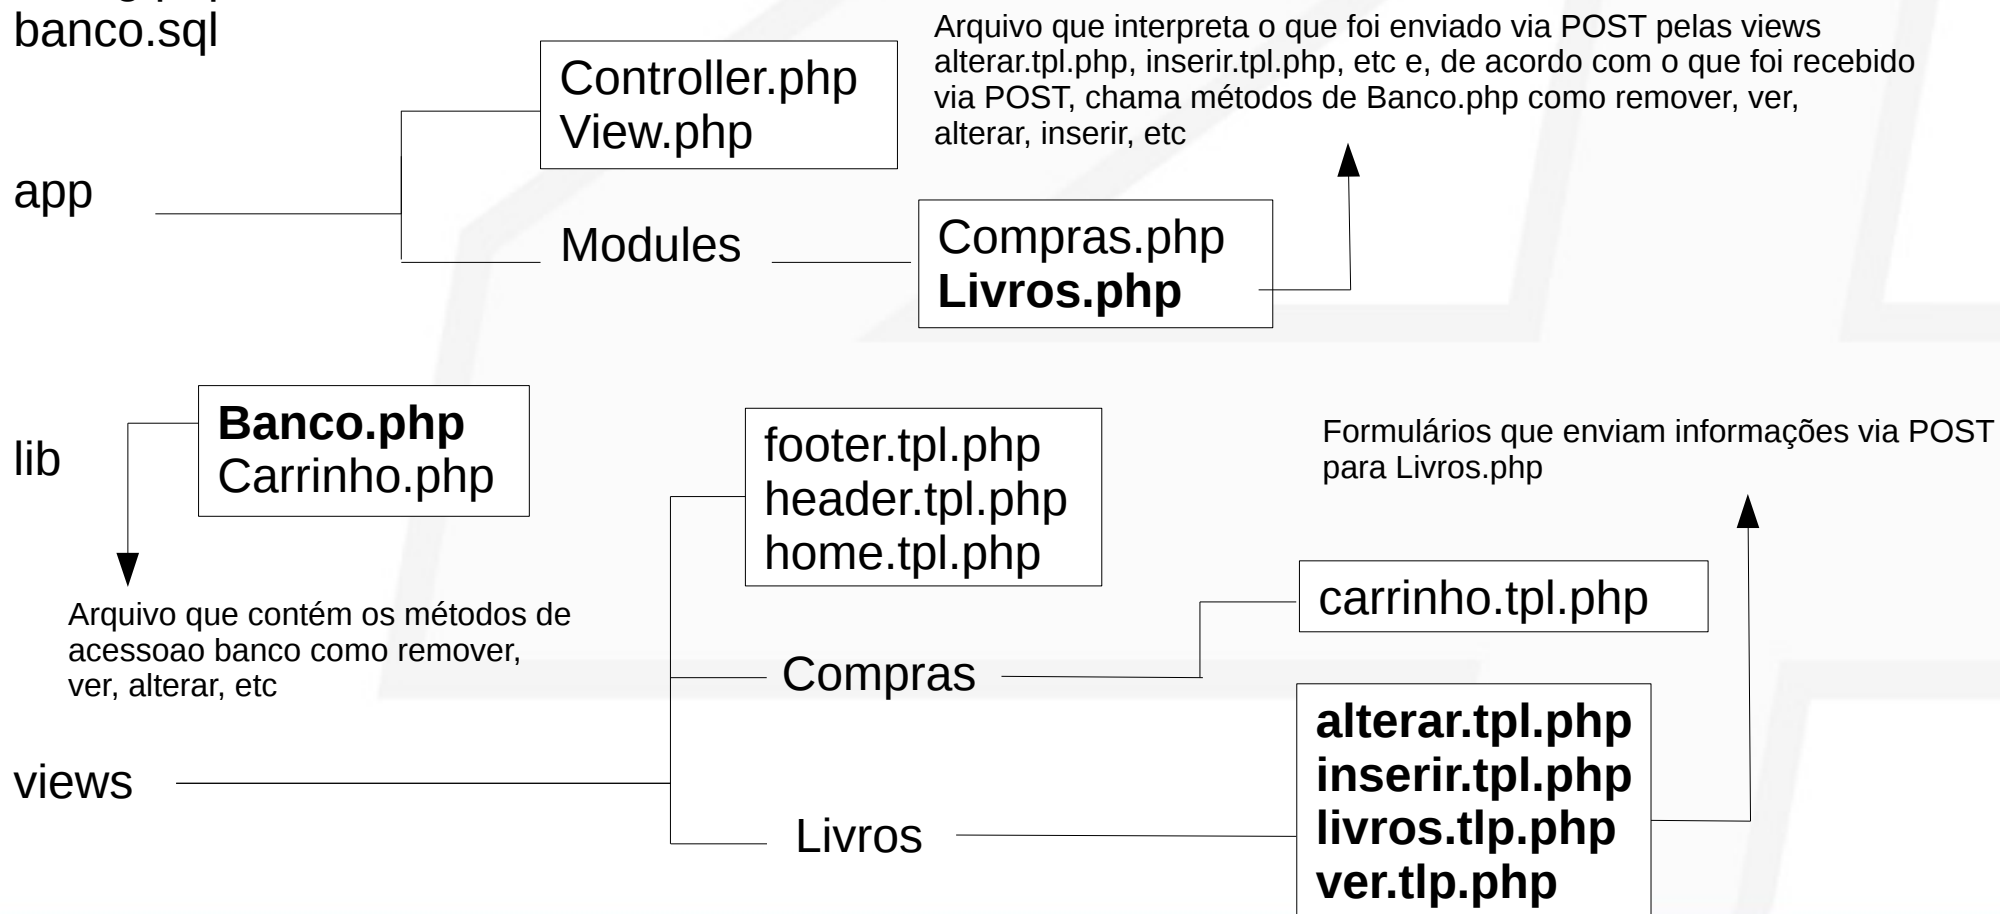 banco.sql
Arquivo que interpreta o que foi enviado via POST pelas views
alterar.tpl.php, inserir.tpl.php, etc e, de acordo com o que foi recebido
via POST, chama métodos de Banco.php como remover, ver,
alterar, inserir, etc
Controller.php
View.php
app
Modules
Compras.php
Livros.php
lib
Banco.php
Carrinho.php
Arquivo que contém os métodos de
acessoao banco como remover,
ver, alterar, etc
footer.tpl.php
header.tpl.php
home.tpl.php
Formulários que enviam informações via POST
para Livros.php
carrinho.tpl.php
Compras
views
Livros
alterar.tpl.php
inserir.tpl.php
livros.tlp.php
ver.tlp.php